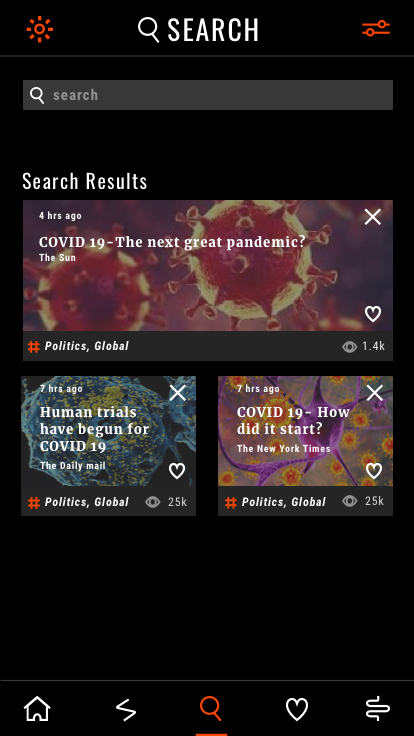 SEARCH
search
Search Results
4 hrs ago
COVID 19-The next great pandemic?
The Sun
# Politics, Global 1.4k
7 hrs ago
Human trials
have begun for
COVID 19
The Daily mail
# Politics, Global 25k
7 hrs ago
COVID 19- How
did it start?
The New York Times
# Politics, Global 25k